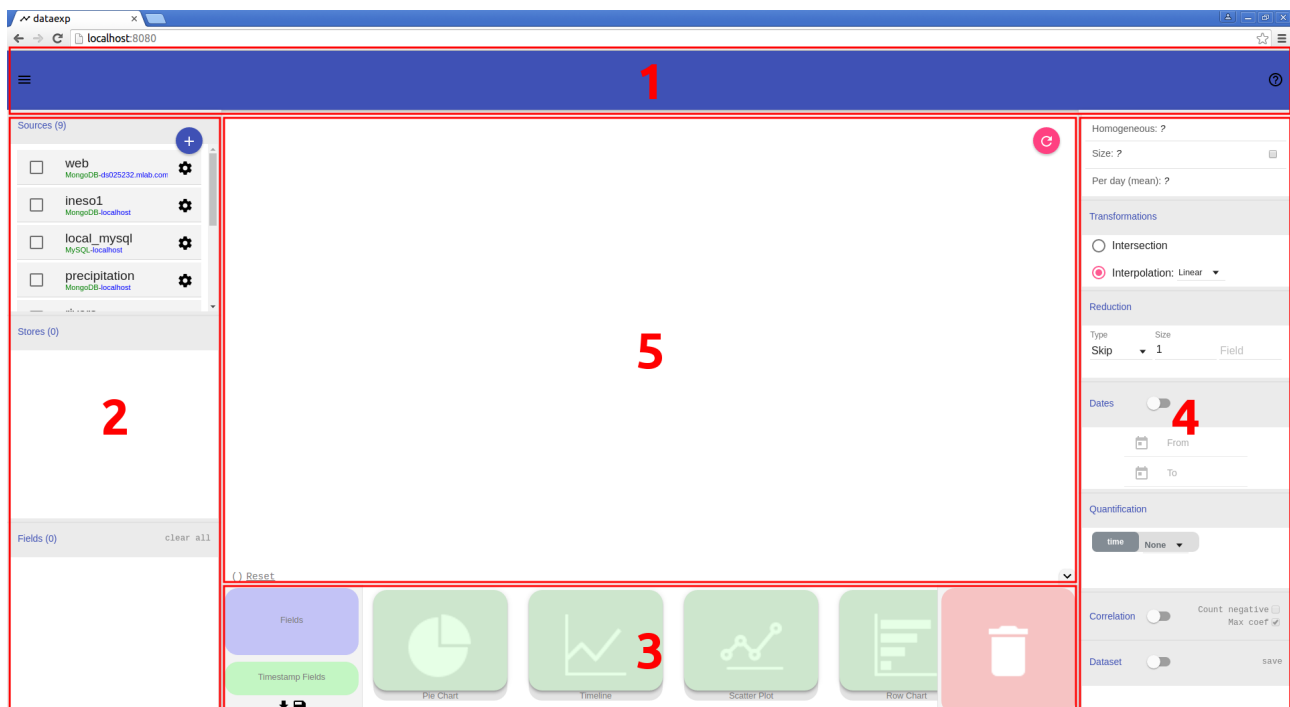 dataexp
localhost:8080
1
Sources (9)
web
MongoDB-ds025232.mlab.com
ineso1
MongoDB-localhost
local_mysql
MySQL-localhost
precipitation
MongoDB-localhost
Stores (0)
2
Fields (0) clear all
5
() Reset
Fields
Timestamp Fields
Pie Chart
Timeline
3
Scatter Plot
Row Chart
Homogeneous: ?
Size: ?
Per day (mean): ?
Transformations
Intersection
Interpolation: Linear
Reduction
Type Size
Skip 1 Field
Dates
4
From
To
Quantification
time None
Correlation Count negative
Max coef
Dataset save